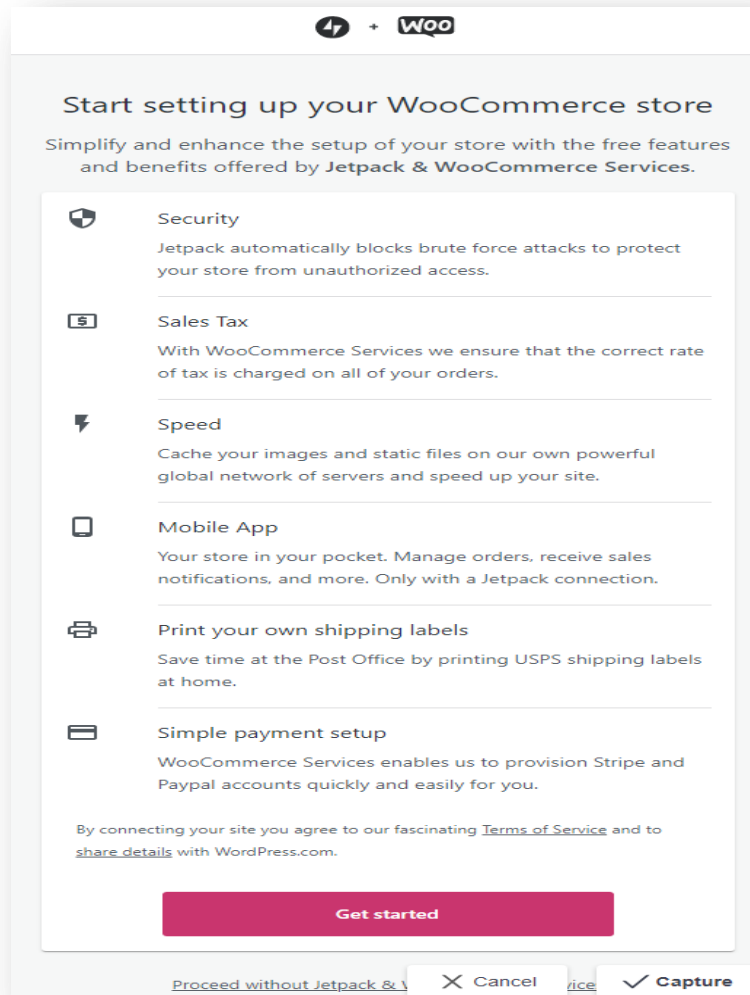 + Woo
Start setting up your WooCommerce store
Simplify and enhance the setup of your store with the free features
and benefits offered by Jetpack & WooCommerce Services.
Security
Jetpack automatically blocks brute force attacks to protect
your store from unauthorized access.
Sales Tax
With WooCommerce Services we ensure that the correct rate
of tax is charged on all of your orders.
Speed
Cache your images and static files on our own powerful
global network of servers and speed up your site.
Mobile App
Your store in your pocket. Manage orders, receive sales
notifications, and more. Only with a Jetpack connection.
Print your own shipping labels
Save time at the Post Office by printing USPS shipping labels
at home.
Simple payment setup
WooCommerce Services enables us to provision Stripe and
Paypal accounts quickly and easily for you.
By connecting your site you agree to our fascinating Terms of Service and to
share details with WordPress.com.
Get started
Proceed without Jetpack & Cancel Capture